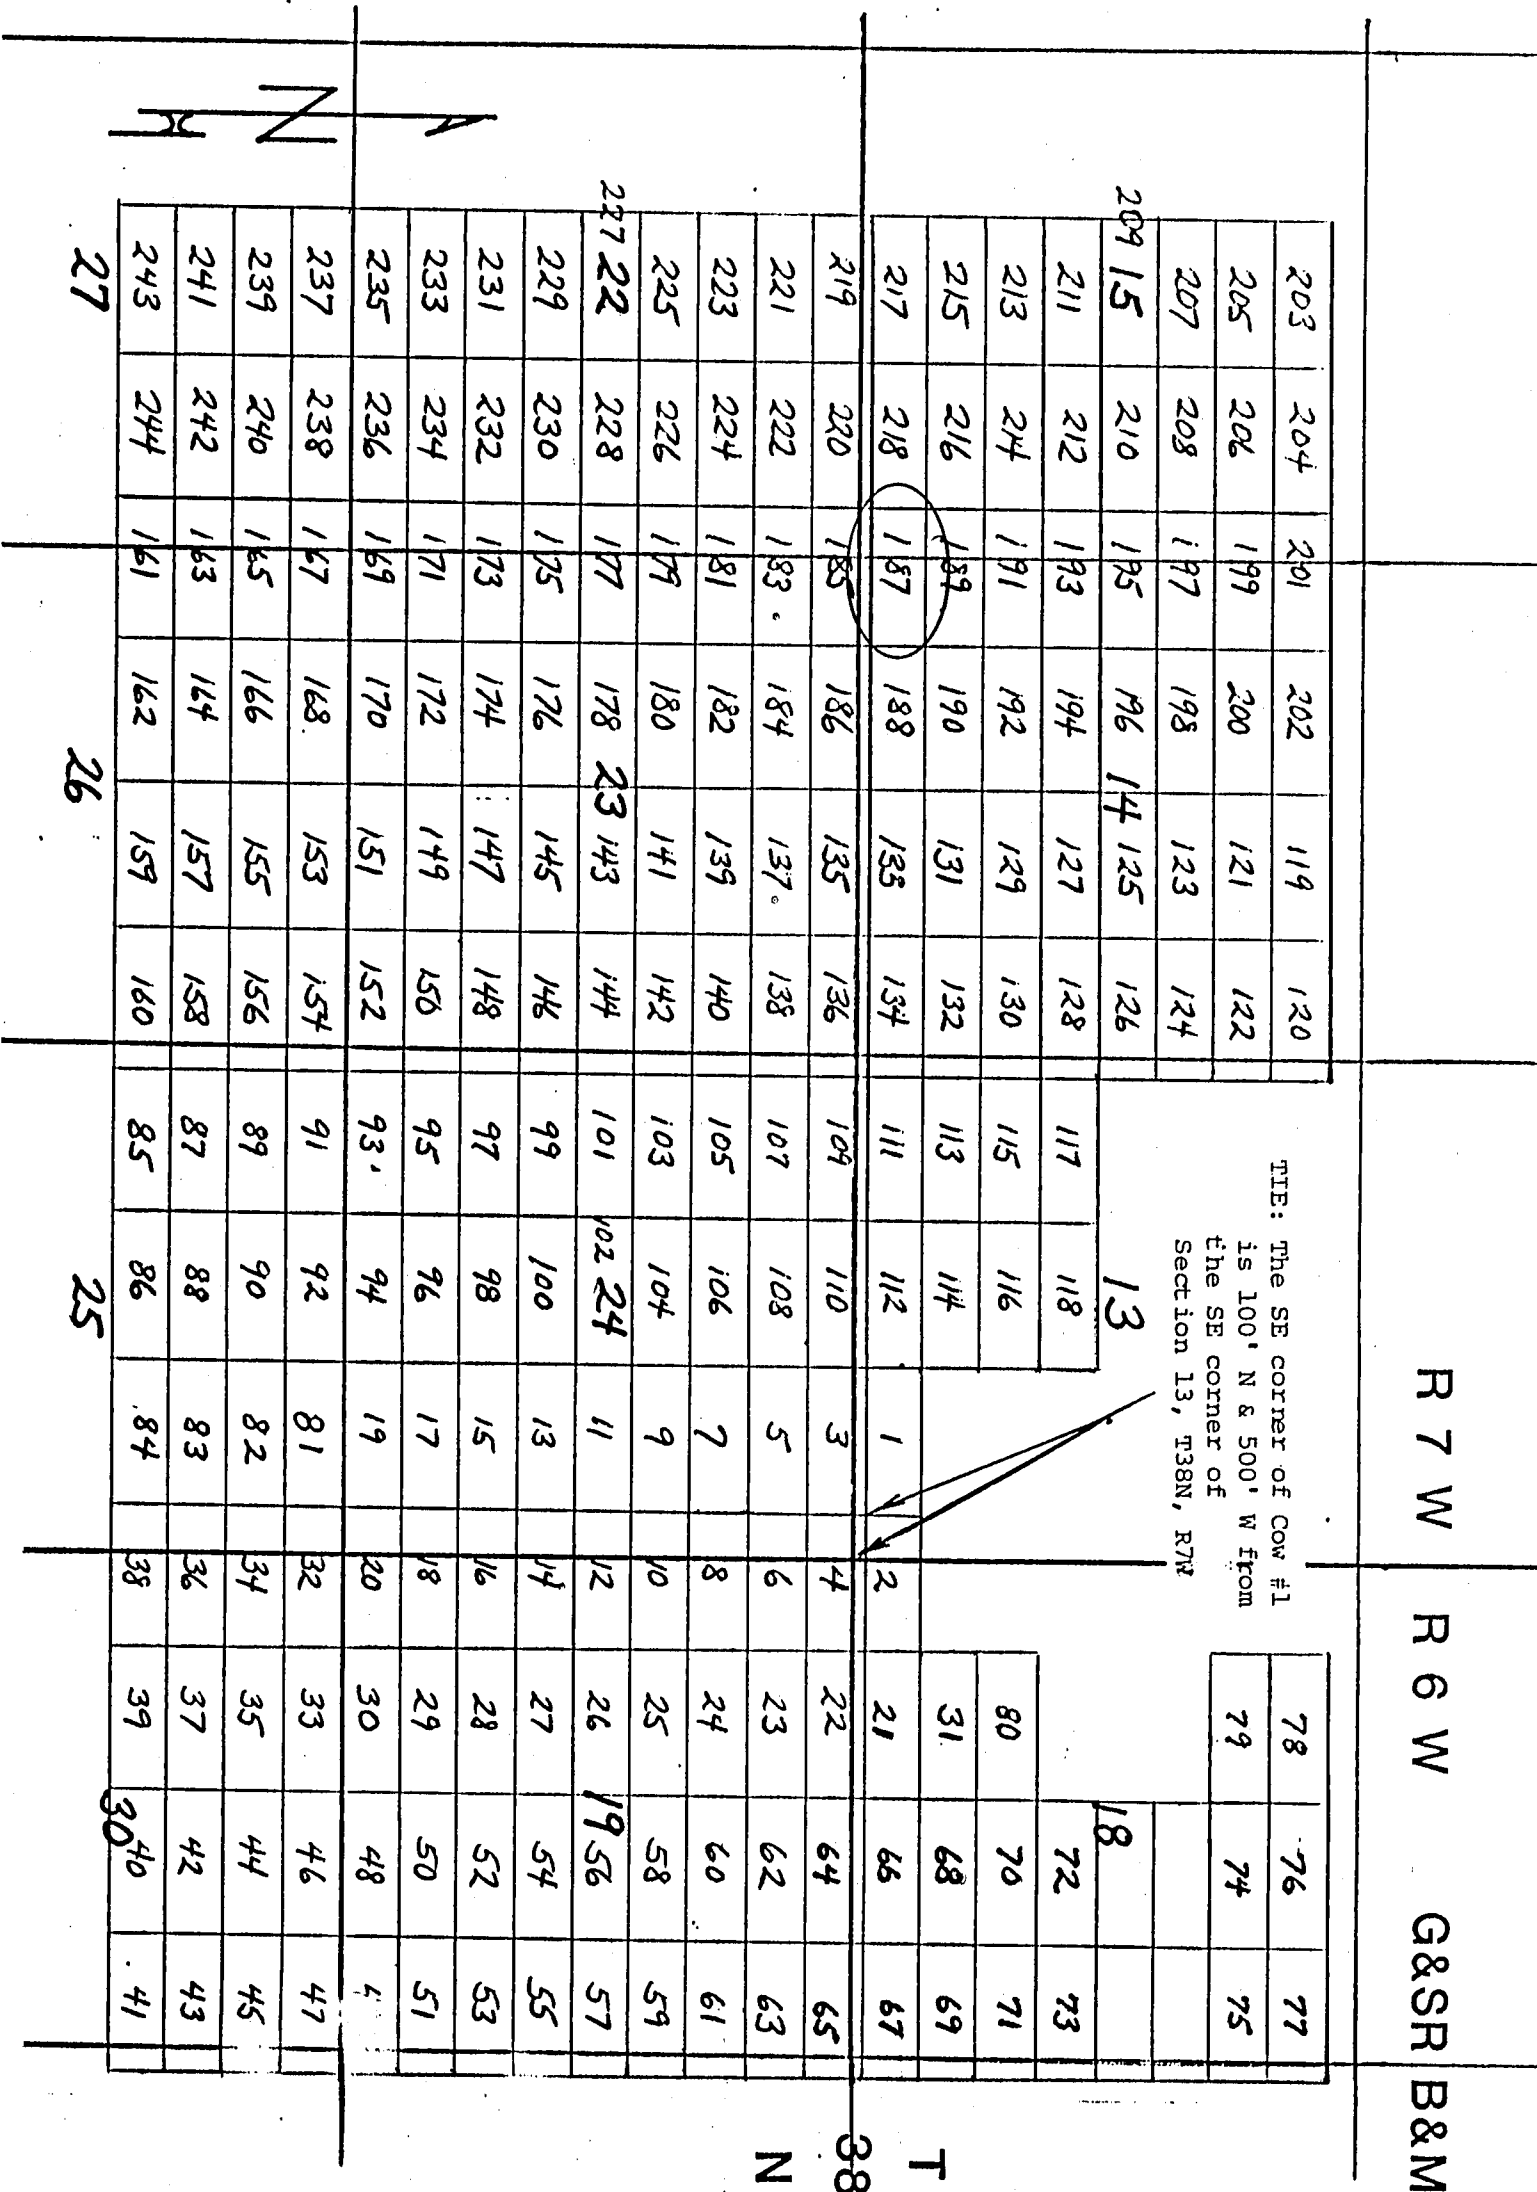 R 7 W R 6 W G&SR B&M
TIE: The SE corner of Cow #1
is 100' N & 500' W from
the SE corner of
Section 13, T38N, R7W
203 204 201 202 119 120 78 76 77
205 206 199 200 121 122 79 74 75
207 208 197 198 123 124
209 15 210 195 196 14 125 126 13 18
211 212 193 194 127 128 117 118 72 73
213 214 191 192 129 130 115 116 80 70 71
215 216 189 190 131 132 113 114 31 68 69
217 218 187 188 133 134 111 112 1 2 21 66 67
219 220 185 186 135 136 109 110 3 4 22 64 65
221 222 183 184 137 138 107 108 5 6 23 62 63
223 224 181 182 139 140 105 106 7 8 24 60 61
225 226 179 180 141 142 103 104 9 10 25 58 59
227 22 228 177 178 23 143 144 101 102 24 11 12 26 19 56 57
229 230 175 176 145 146 99 100 13 14 27 54 55
231 232 173 174 147 148 97 98 15 16 28 52 53
233 234 171 172 149 150 95 96 17 18 29 50 51
235 236 169 170 151 152 93 94 19 20 30 48
237 238 167 168 153 154 91 92 81 32 33 46 47
239 240 165 166 155 156 89 90 82 34 35 44 45
241 242 163 164 157 158 87 88 83 36 37 42 43
243 244 161 162 159 160 85 86 84 38 39 40 41
27 26 25 30
T
38
N
N